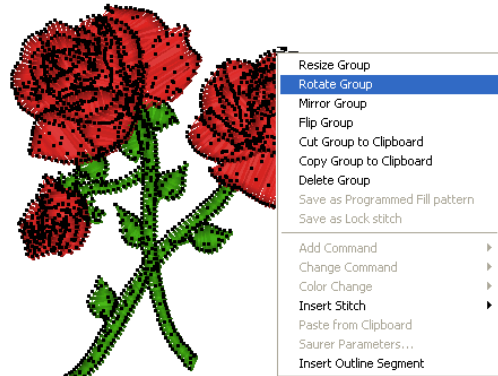 Resize Group
Rotate Group
Mirror Group
Flip Group
Cut Group to Clipboard
Copy Group to Clipboard
Delete Group
Save as Programmed Fill pattern
Save as Lock stitch
Add Command
Change Command
Color Change
Insert Stitch
Paste from Clipboard
Saurer Parameters...
Insert Outline Segment